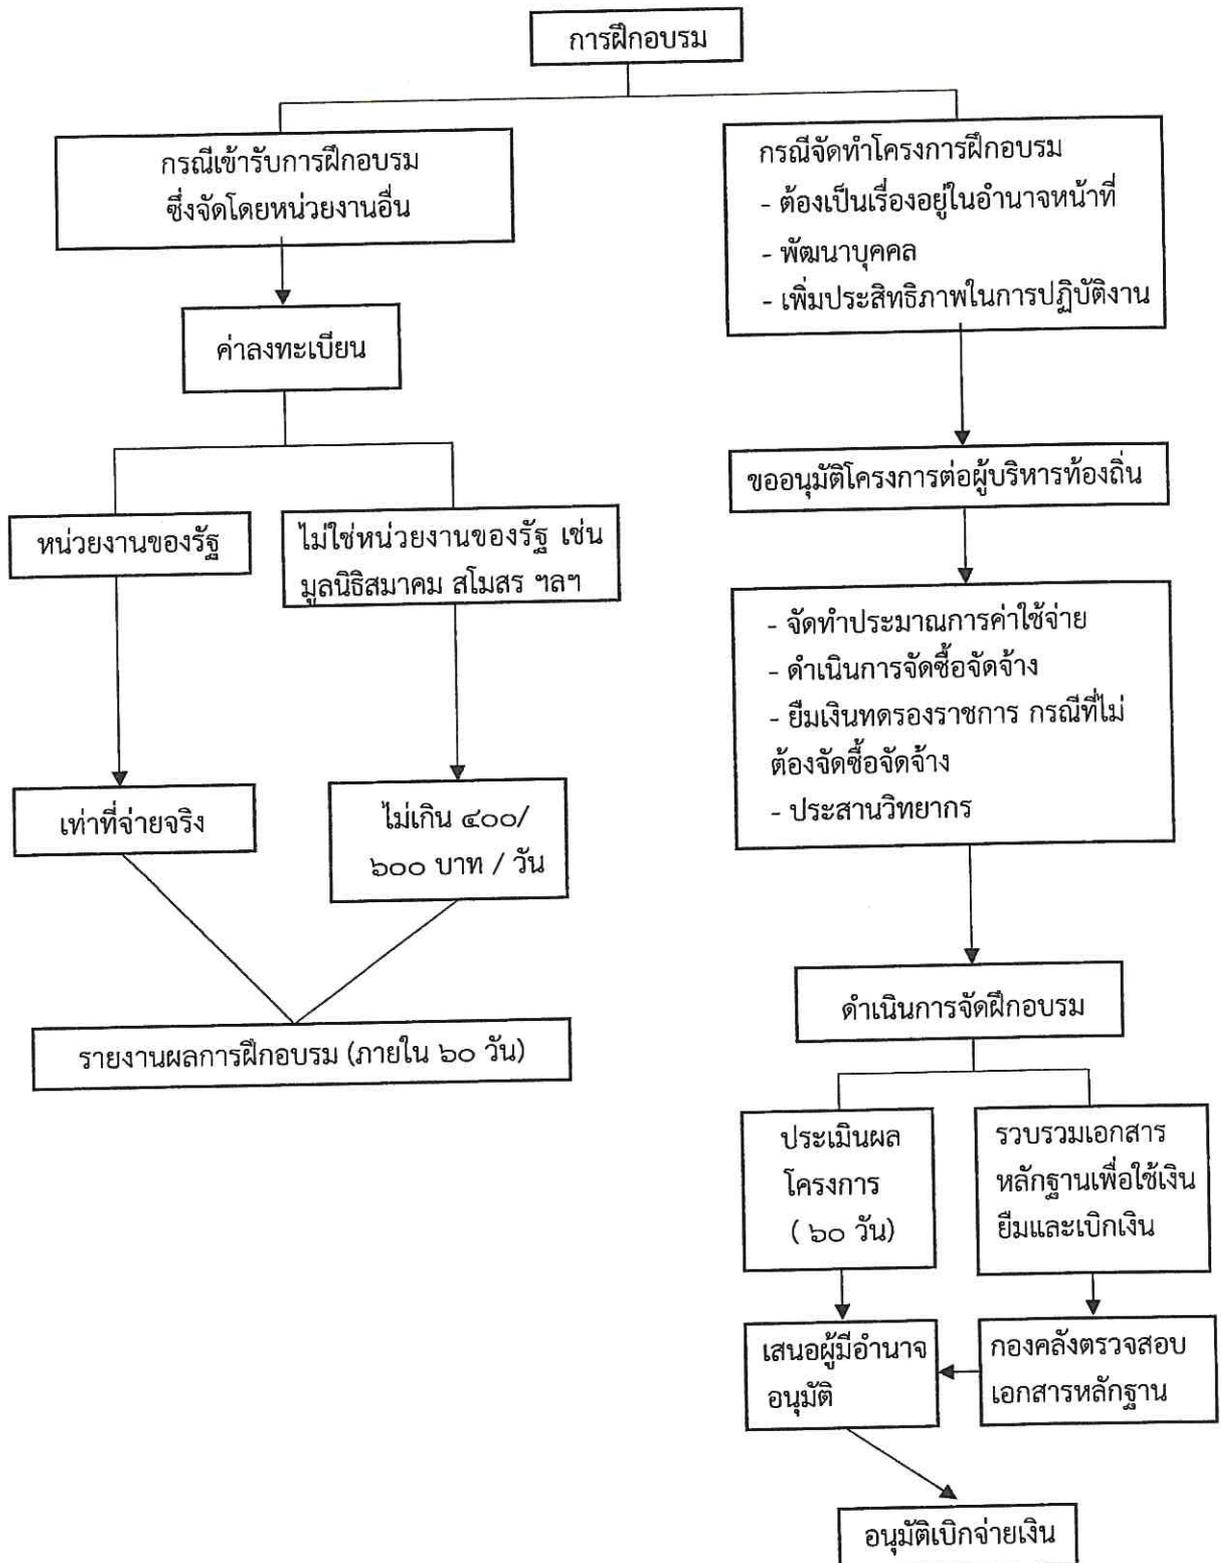 การฝึกอบรม
กรณีเข้ารับการฝึกอบรม
ซึ่งจัดโดยหน่วยงานอื่น
ค่าลงทะเบียน
หน่วยงานของรัฐ
ไม่ใช่หน่วยงานของรัฐ เช่น
มูลนิธิสมาคม สโมสร ฯลฯ
เท่าที่จ่ายจริง
ไม่เกิน ๔๐๐/
๖๐๐ บาท / วัน
รายงานผลการฝึกอบรม (ภายใน ๖๐ วัน)
กรณีจัดทำโครงการฝึกอบรม
- ต้องเป็นเรื่องอยู่ในอำนาจหน้าที่
- พัฒนาบุคคล
- เพิ่มประสิทธิภาพในการปฏิบัติงาน
ขออนุมัติโครงการต่อผู้บริหารท้องถิ่น
- จัดทำประมาณการค่าใช้จ่าย
- ดำเนินการจัดซื้อจัดจ้าง
- ยืมเงินทดรองราชการ กรณีที่ไม่
ต้องจัดซื้อจัดจ้าง
- ประสานวิทยากร
ดำเนินการจัดฝึกอบรม
ประเมินผล
โครงการ
( ๖๐ วัน)
รวบรวมเอกสาร
หลักฐานเพื่อใช้เงิน
ยืมและเบิกเงิน
เสนอผู้มีอำนาจ
อนุมัติ
กองคลังตรวจสอบ
เอกสารหลักฐาน
อนุมัติเบิกจ่ายเงิน